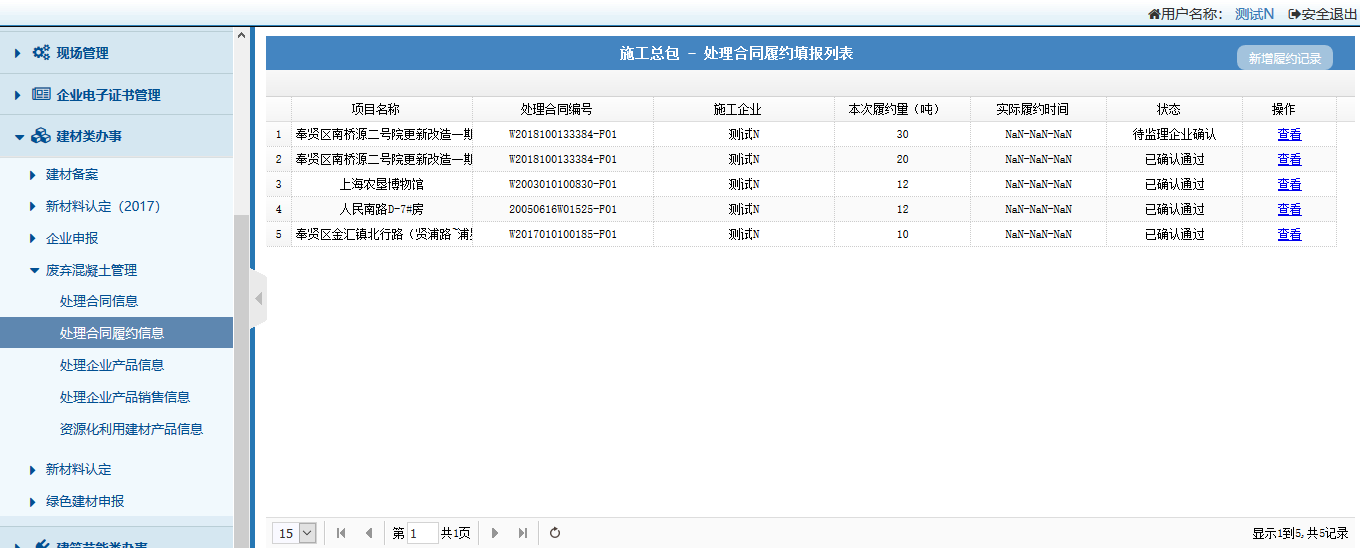 用户名称： 测试N 安全退出
现场管理
企业电子证书管理
建材类办事
建材备案
新材料认定（2017）
企业申报
废弃混凝土管理
处理合同信息
处理合同履约信息
处理企业产品信息
处理企业产品销售信息
资源化利用建材产品信息
新材料认定
绿色建材申报
建筑节能类办事
施工总包 - 处理合同履约填报列表
新增履约记录
项目名称 处理合同编号 施工企业 本次履约量（吨） 实际履约时间 状态 操作
1 奉贤区南桥源二号院更新改造一期 W2018100133384-F01 测试N 30 NaN-NaN-NaN 待监理企业确认 查看
2 奉贤区南桥源二号院更新改造一期 W2018100133384-F01 测试N 20 NaN-NaN-NaN 已确认通过 查看
3 上海农垦博物馆 W2003010100830-F01 测试N 12 NaN-NaN-NaN 已确认通过 查看
4 人民南路D-7#房 20050616W01525-F01 测试N 12 NaN-NaN-NaN 已确认通过 查看
5 奉贤区金汇镇北行路（贤浦路~浦星 W2017010100185-F01 测试N 10 NaN-NaN-NaN 已确认通过 查看
15 第 1 共1页 显示1到5,共5记录